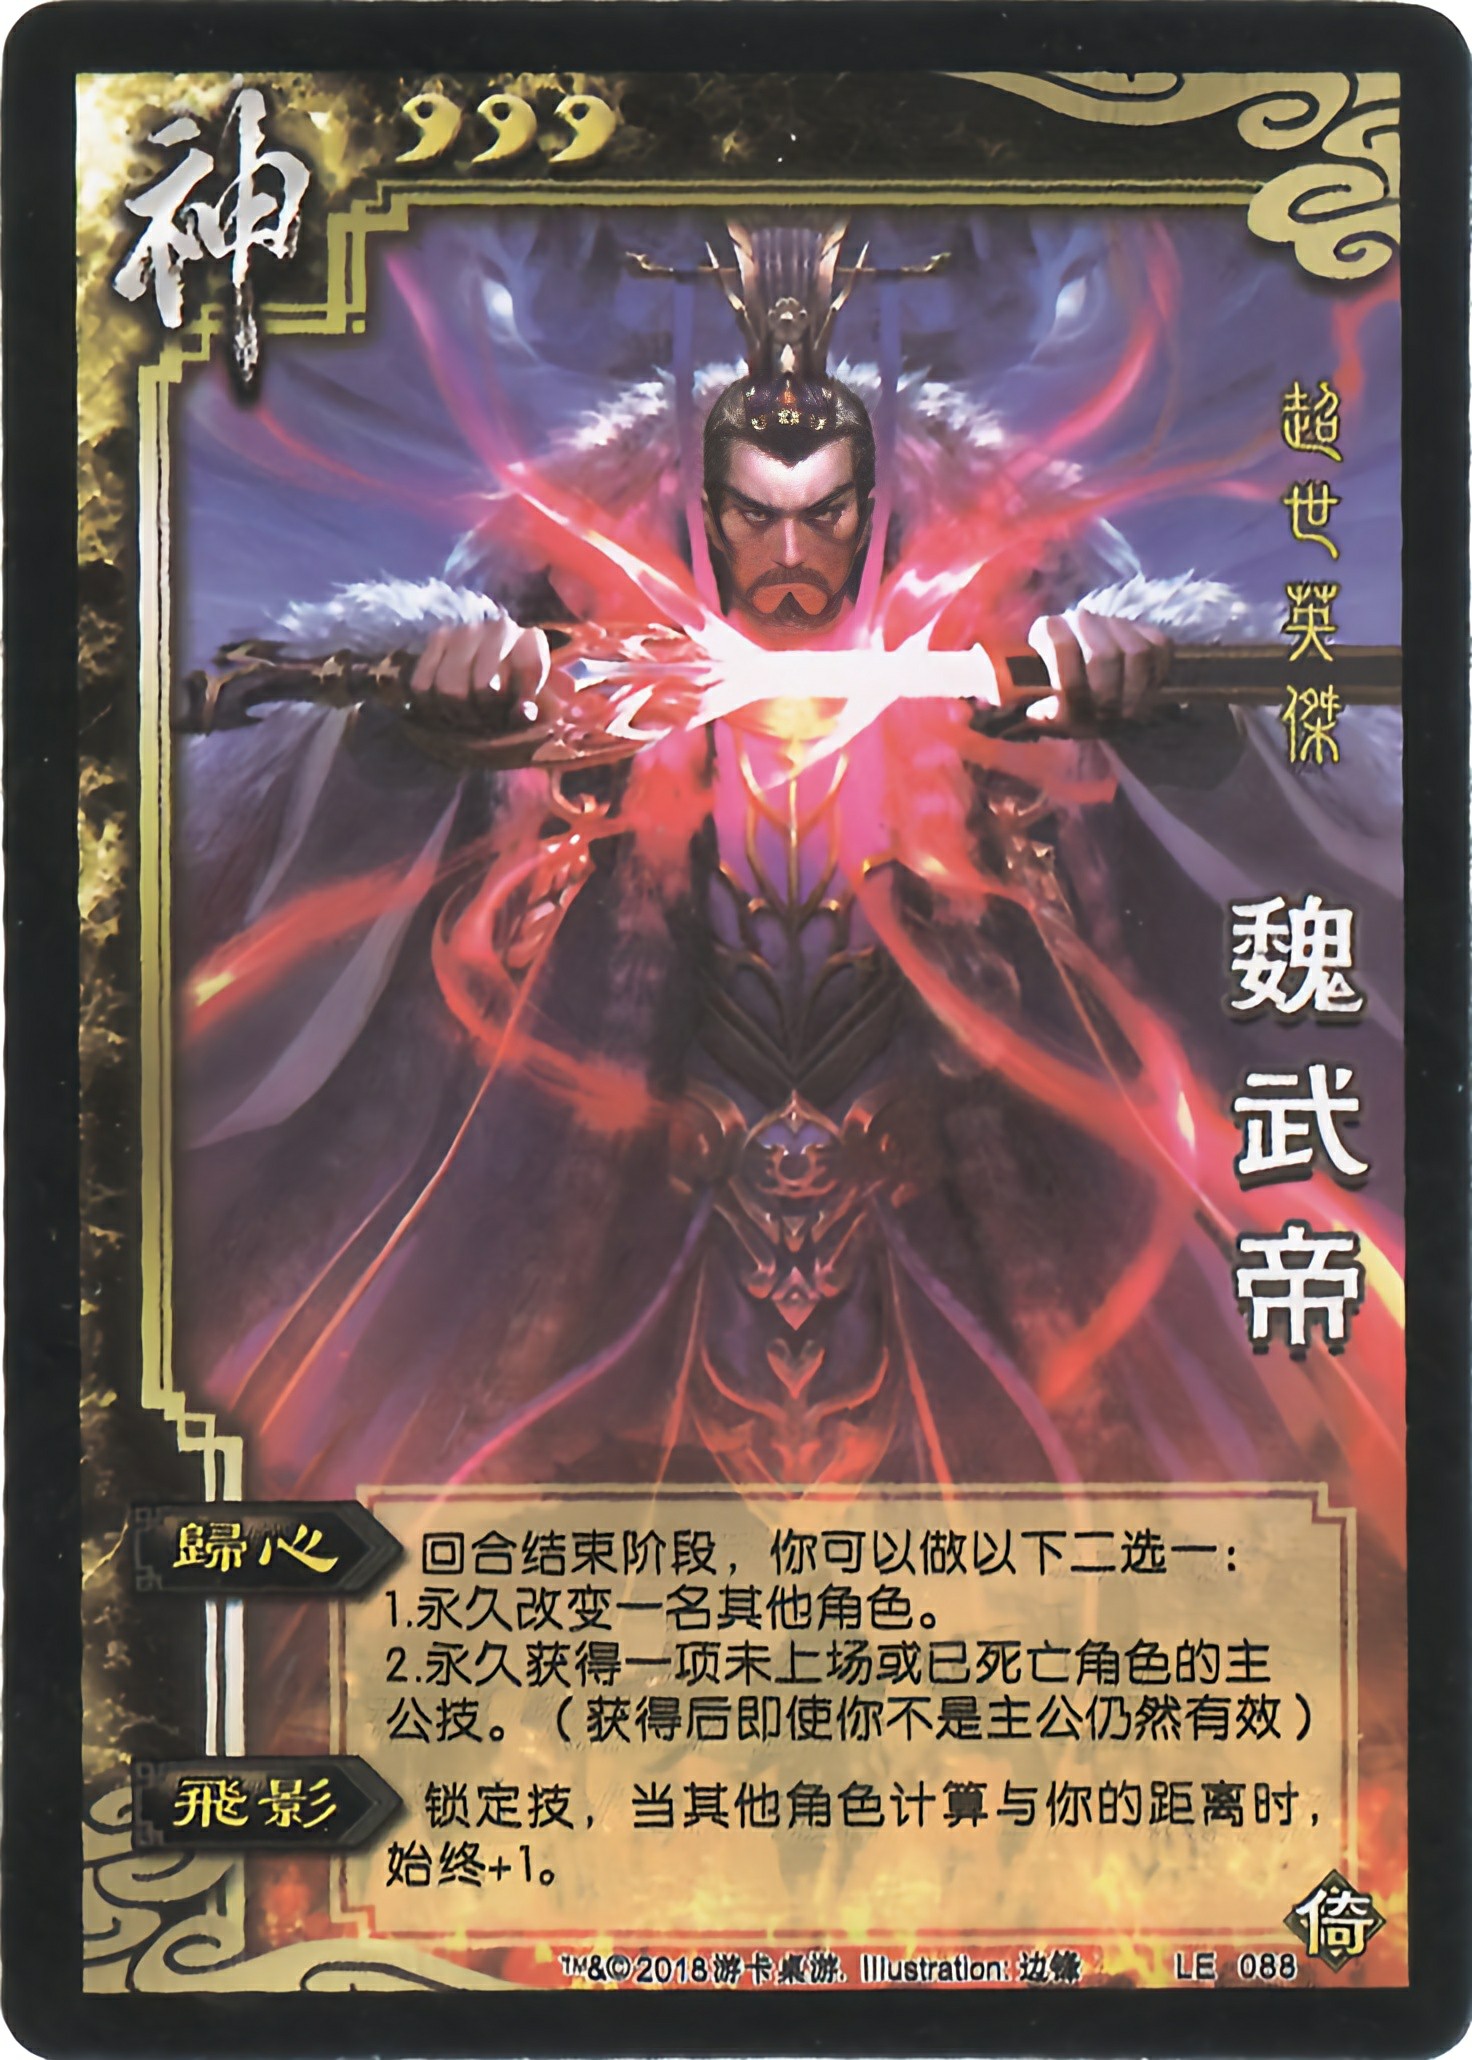 神
超世英傑
魏武帝
歸心
回合结束阶段，你可以做以下二选一：
1.永久改变一名其他角色。
2.永久获得一项未上场或已死亡角色的主
公技。（获得后即使你不是主公仍然有效）
飛影
锁定技，当其他角色计算与你的距离时，
始终+1。
倚
™&©2018游卡桌游. Illustration: 边锋
LE 088